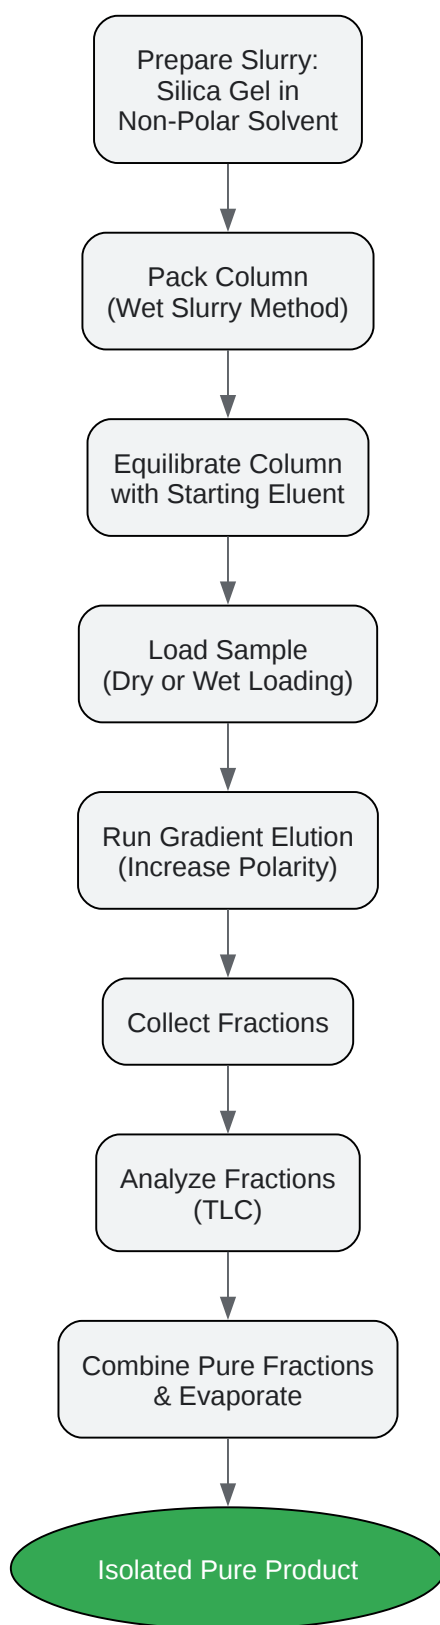 Prepare Slurry:
Silica Gel in
Non-Polar Solvent
Pack Column
(Wet Slurry Method)
Equilibrate Column
with Starting Eluent
Load Sample
(Dry or Wet Loading)
Run Gradient Elution
(Increase Polarity)
Collect Fractions
Analyze Fractions
(TLC)
Combine Pure Fractions
& Evaporate
Isolated Pure Product